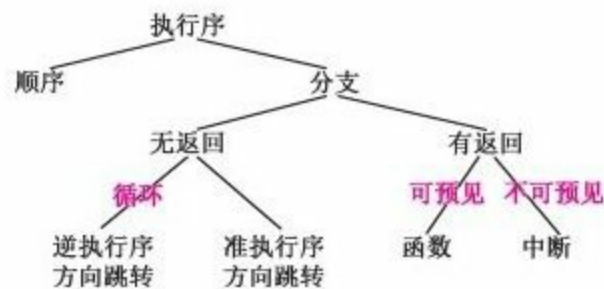 执行序
顺序
分支
无返回
有返回
循环
可预见
不可预见
逆执行序
方向跳转
准执行序
方向跳转
函数
中断